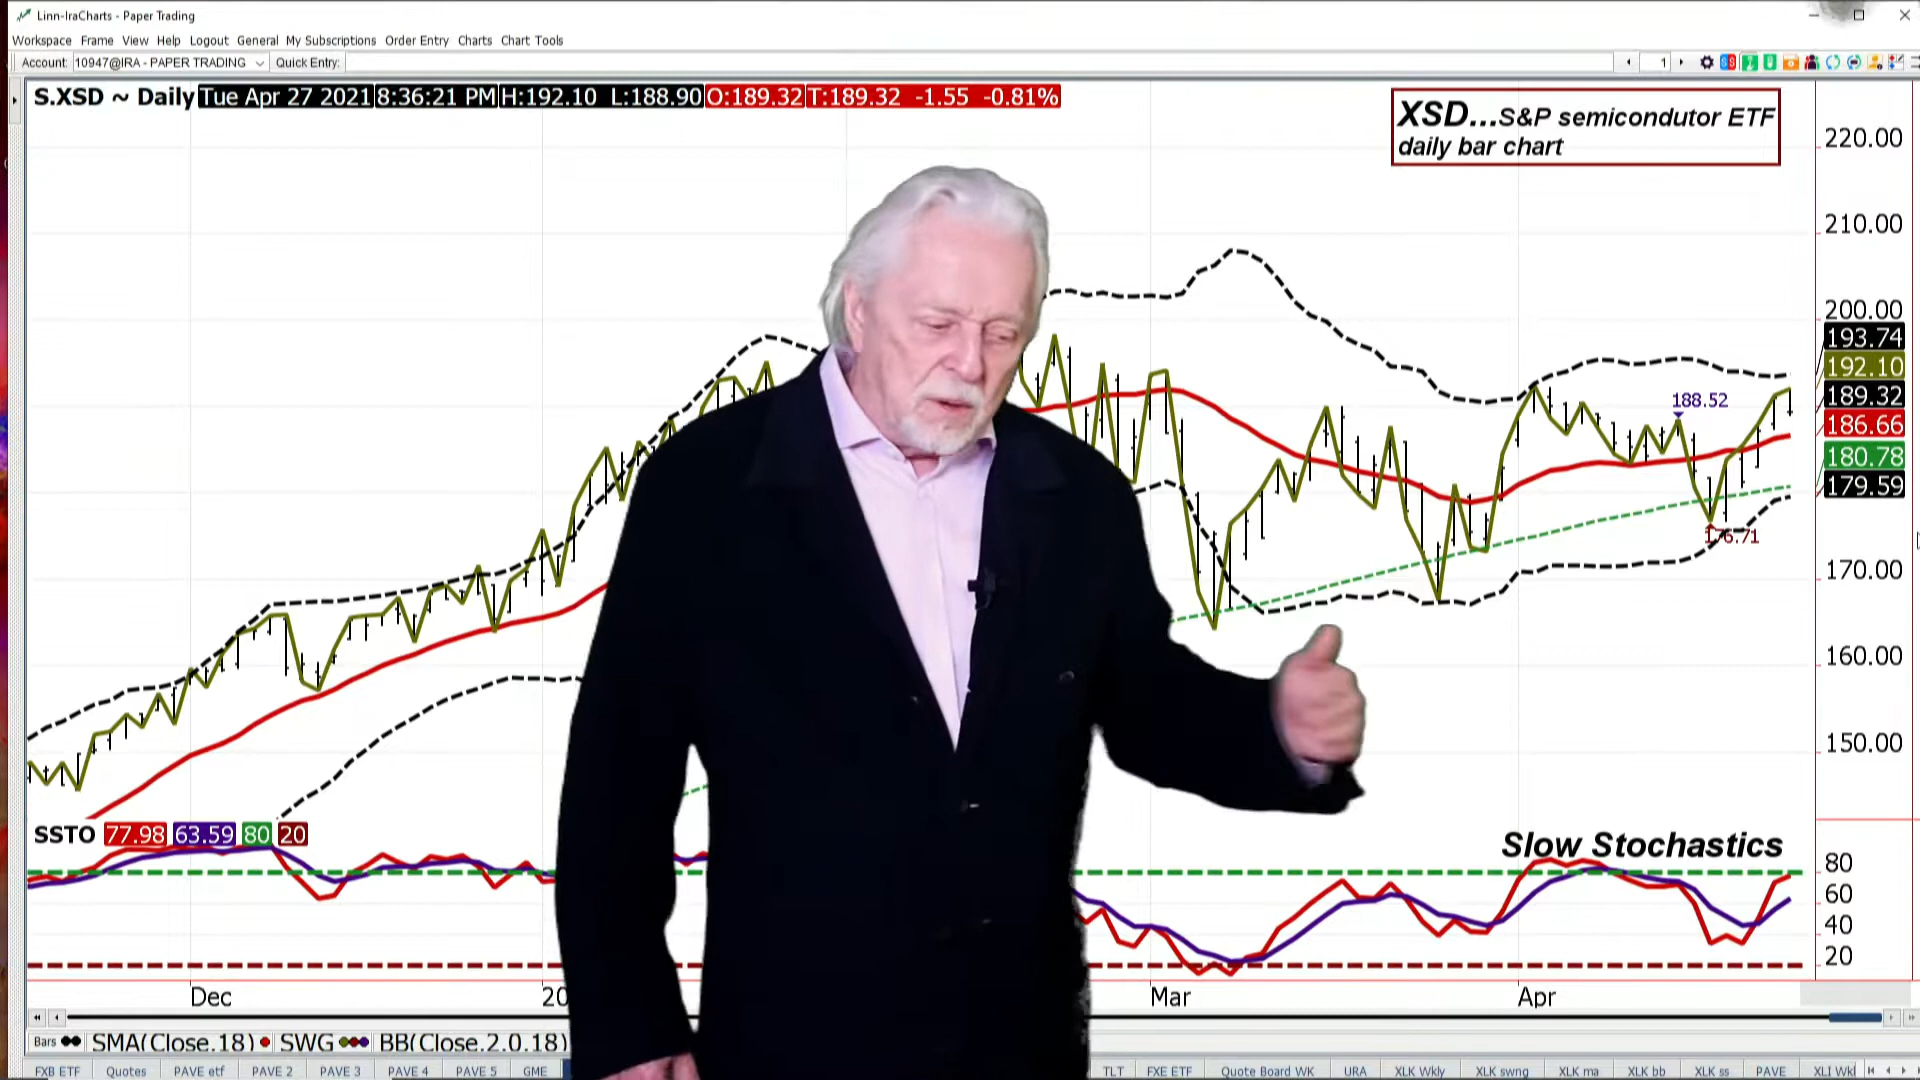 Linn-IraCharts - Paper Trading
Workspace Frame View Help Logout General My Subscriptions Order Entry Charts Chart Tools
Account: 10947@IRA - PAPER TRADING Quick Entry: 1
S.XSD ~ Daily Tue Apr 27 2021 8:36:21 PM H:192.10 L:188.90 O:189.32 T:189.32 -1.55 -0.81%
XSD...S&P semicondutor ETF
daily bar chart
220.00
210.00
200.00
193.74
192.10
189.32
186.66
180.78
179.59
188.52
176.71
170.00
160.00
150.00
SSTO 77.98 63.59 80 20
Slow Stochastics
80
60
40
20
Dec 20 Mar Apr
Bars SMA(Close.18) SWG BB(Close.2.0.18)
FXB ETF Quotes PAVE etf PAVE 2 PAVE 3 PAVE 4 PAVE 5 GME TLT FXE ETF Quote Board WK URA XLK Wkly XLK swng XLK ma XLK bb XLK ss PAVE XLI Wkl